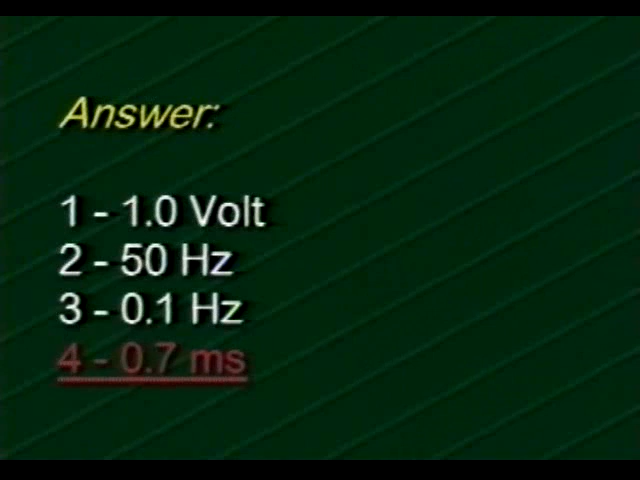 Answer:
1 - 1.0 Volt
2 - 50 Hz
3 - 0.1 Hz
4 - 0.7 ms